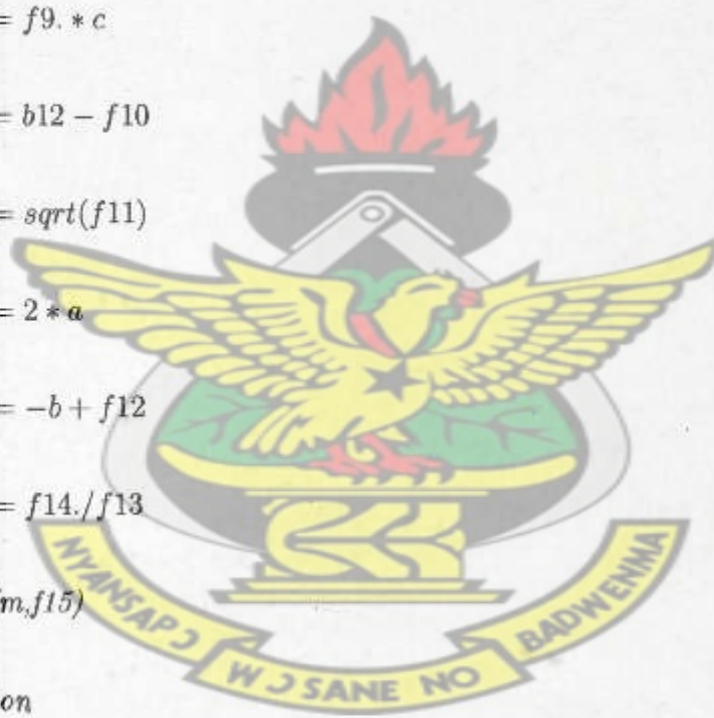 = f9. * c
= b12 − f10
= sqrt(f11)
= 2 * a
= −b + f12
= f14./f13
m,f15)
on
NYANSAPƆ WƆSANE NO BADWENMA